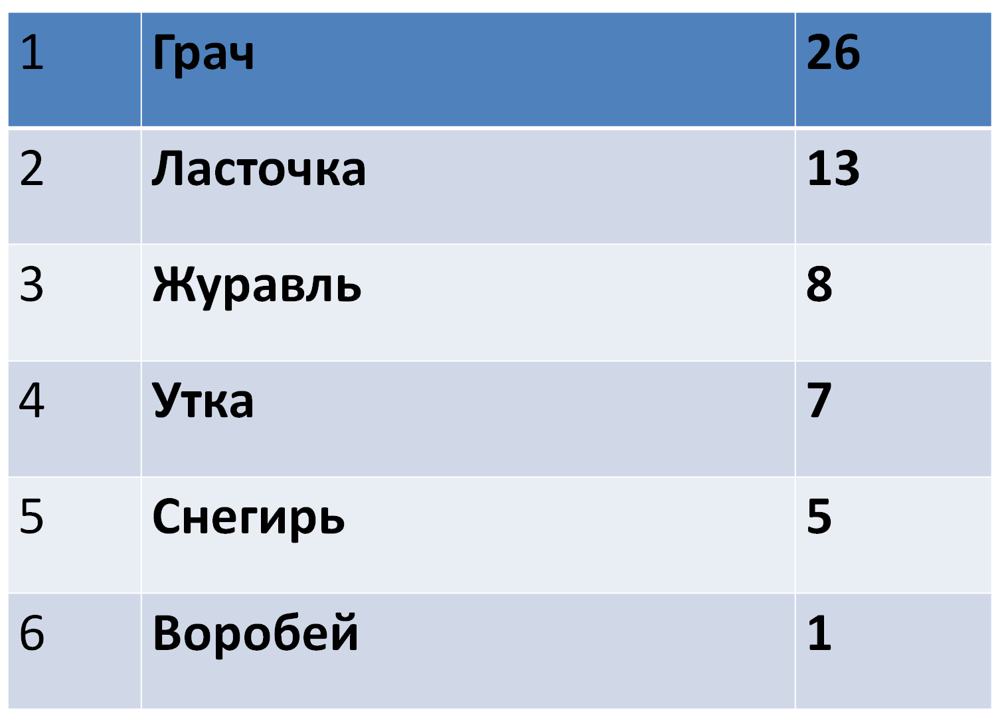 1 Грач 26
2 Ласточка 13
3 Журавль 8
4 Утка 7
5 Снегирь 5
6 Воробей 1